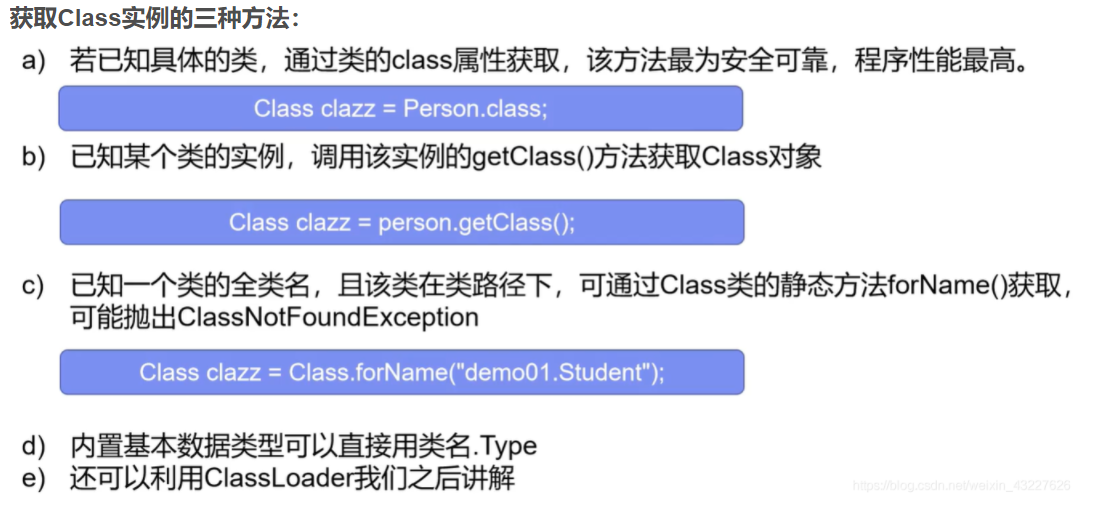 获取Class实例的三种方法：
a) 若已知具体的类，通过类的class属性获取，该方法最为安全可靠，程序性能最高。
Class clazz = Person.class;
b) 已知某个类的实例，调用该实例的getClass()方法获取Class对象
Class clazz = person.getClass();
c) 已知一个类的全类名，且该类在类路径下，可通过Class类的静态方法forName()获取，
可能抛出ClassNotFoundException
Class clazz = Class.forName("demo01.Student");
d) 内置基本数据类型可以直接用类名.Type
e) 还可以利用ClassLoader我们之后讲解
https://blog.csdn.net/weixin_43227626